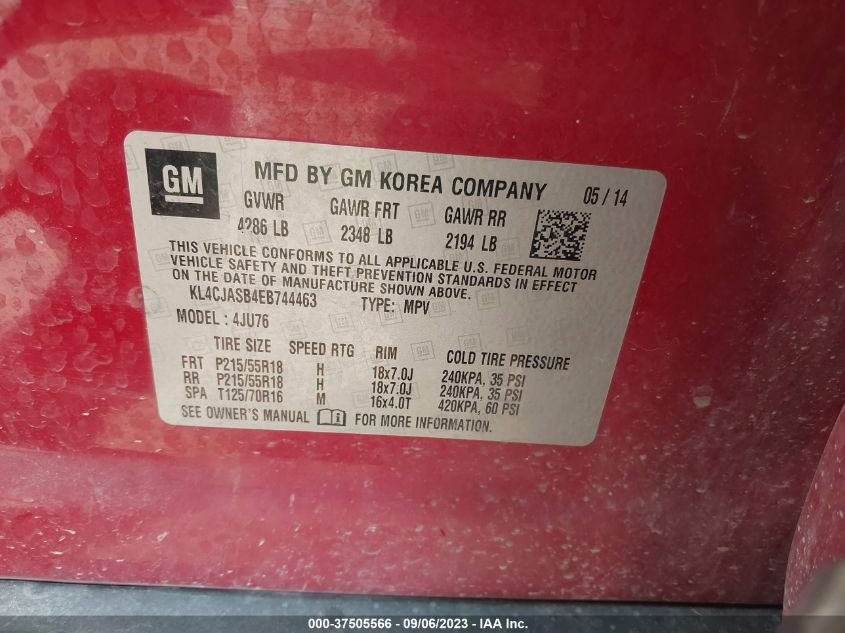 GM
MFD BY GM KOREA COMPANY 05 / 14
GVWR GAWR FRT GAWR RR
4286 LB 2348 LB 2194 LB
THIS VEHICLE CONFORMS TO ALL APPLICABLE U.S. FEDERAL MOTOR
VEHICLE SAFETY AND THEFT PREVENTION STANDARDS IN EFFECT
ON THE DATE OF MANUFACTURE SHOWN ABOVE.
KL4CJASB4EB744463 TYPE: MPV
MODEL : 4JU76
TIRE SIZE SPEED RTG RIM COLD TIRE PRESSURE
FRT P215/55R18 H 18x7.0J 240KPA, 35 PSI
RR P215/55R18 H 18x7.0J 240KPA, 35 PSI
SPA T125/70R16 M 16x4.0T 420KPA, 60 PSI
SEE OWNER'S MANUAL FOR MORE INFORMATION.
000-37505566 - 09/06/2023 - IAAI.com